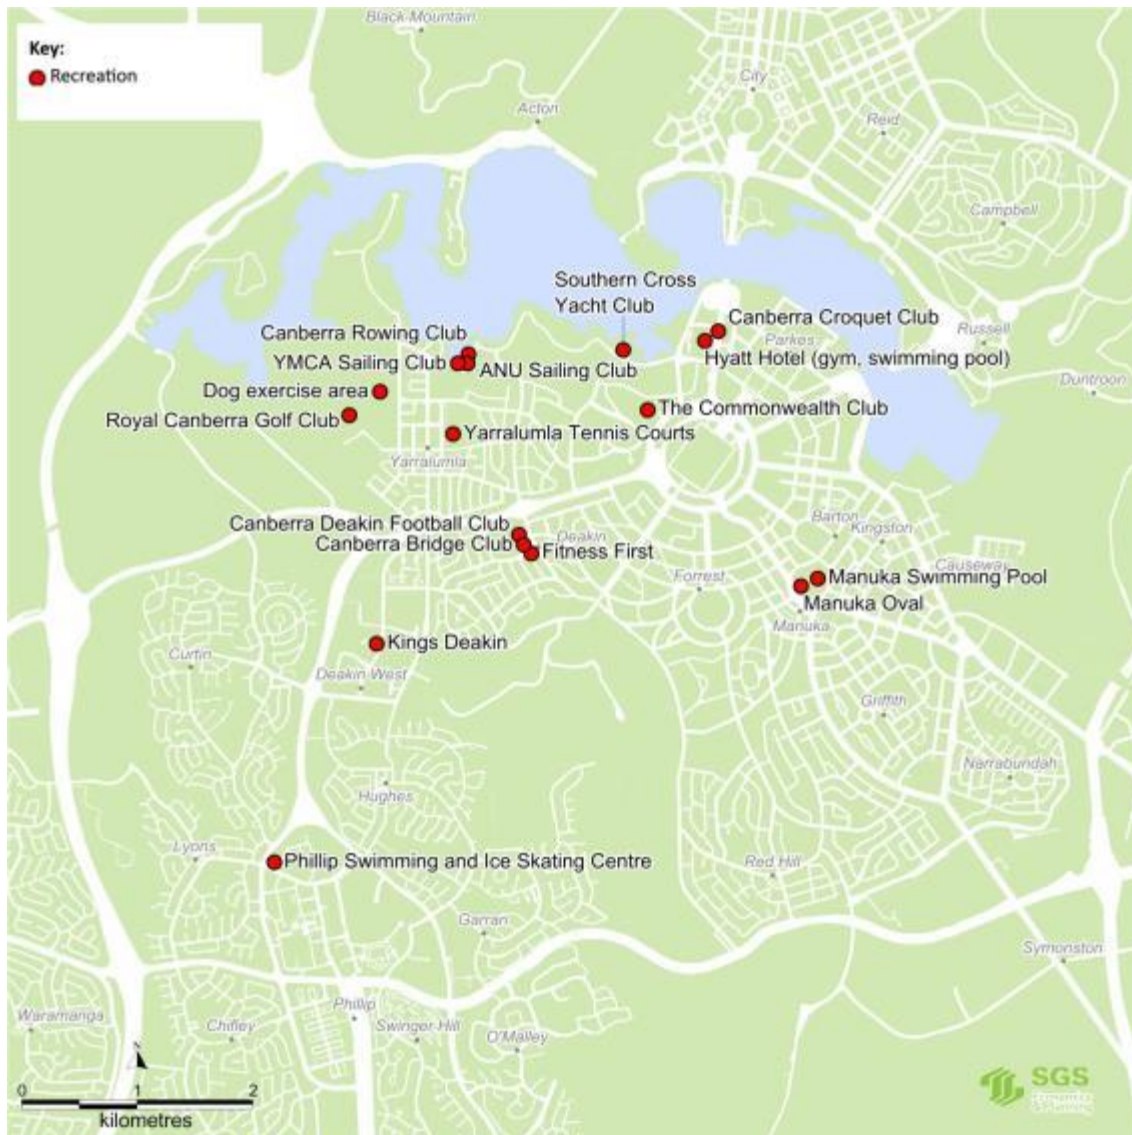 Black Mountain
Key:
Recreation
City
Acton
Reid
Campbell
Southern Cross
Yacht Club
Canberra Croquet Club
Canberra Rowing Club
Russell
Parkes
YMCA Sailing Club
ANU Sailing Club
Hyatt Hotel (gym, swimming pool)
Duntroon
Dog exercise area
The Commonwealth Club
Royal Canberra Golf Club
Yarralumla Tennis Courts
Yarralumla
Canberra Deakin Football Club
Barton
Kingston
Deakin
Canberra Bridge Club
Fitness First
Causeway
Forrest
Manuka Swimming Pool
Manuka Oval
Manuka
Kings Deakin
Curtin
Deakin West
Griffith
Narrabundah
Hughes
Lyons
Phillip Swimming and Ice Skating Centre
Red Hill
Garran
Symonston
Phillip
Waramanga
Chifley
Swinger Hill
O'Malley
N
0 1 2
kilometres
SGS
Economics
& Planning